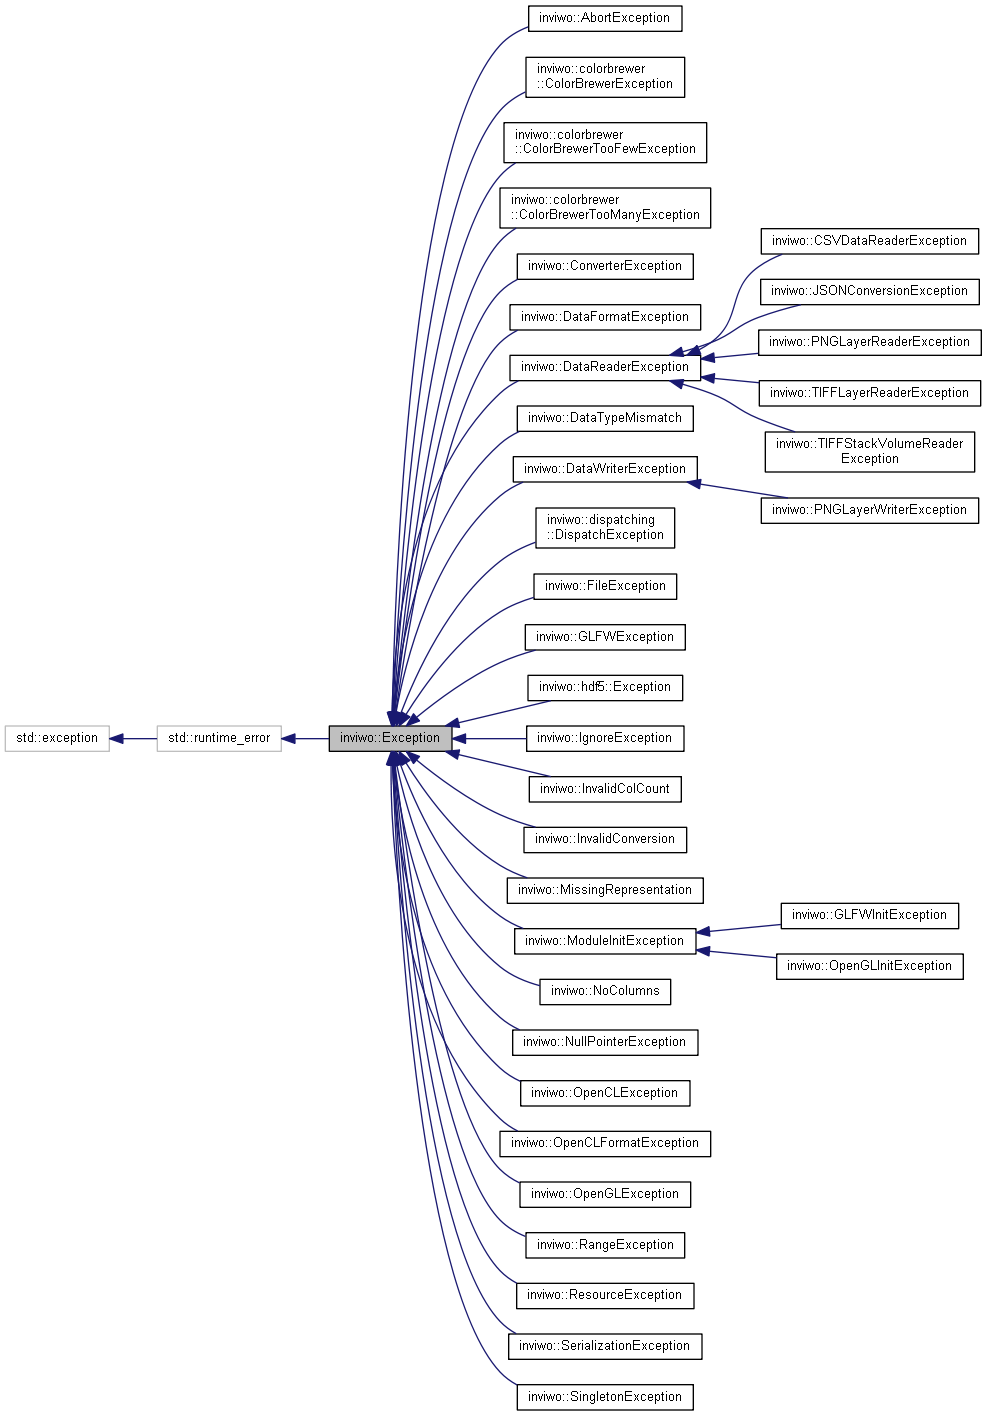 inviwo::AbortException
inviwo::colorbrewer
::ColorBrewerException
inviwo::colorbrewer
::ColorBrewerTooFewException
inviwo::colorbrewer
::ColorBrewerTooManyException
inviwo::ConverterException
inviwo::DataFormatException
inviwo::DataReaderException
inviwo::DataTypeMismatch
inviwo::DataWriterException
inviwo::dispatching
::DispatchException
inviwo::FileException
inviwo::GLFWException
inviwo::hdf5::Exception
std::exception
std::runtime_error
inviwo::Exception
inviwo::IgnoreException
inviwo::InvalidColCount
inviwo::InvalidConversion
inviwo::MissingRepresentation
inviwo::ModuleInitException
inviwo::NoColumns
inviwo::NullPointerException
inviwo::OpenCLException
inviwo::OpenCLFormatException
inviwo::OpenGLException
inviwo::RangeException
inviwo::ResourceException
inviwo::SerializationException
inviwo::SingletonException
inviwo::CSVDataReaderException
inviwo::JSONConversionException
inviwo::PNGLayerReaderException
inviwo::TIFFLayerReaderException
inviwo::TIFFStackVolumeReader
Exception
inviwo::PNGLayerWriterException
inviwo::GLFWInitException
inviwo::OpenGLInitException